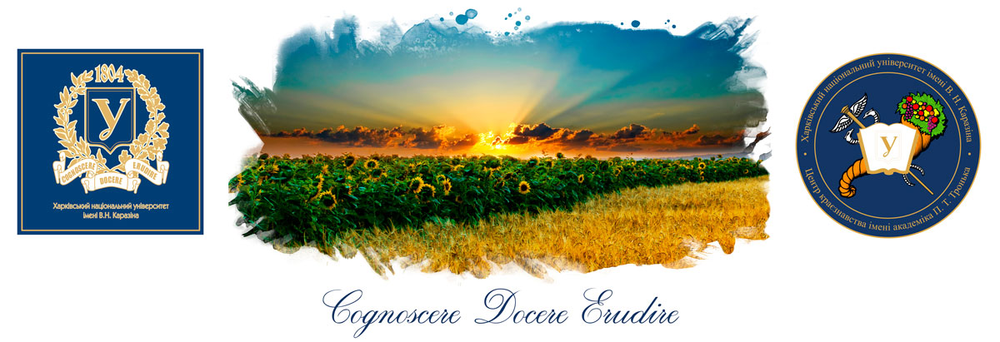 1804
У
COGNOSCERE
DOCERE
ERUDIRE
Харківський національний університет
імені В.Н. Каразіна
Cognoscere Docere Erudire
Харківський національний університет імені В. Н. Каразіна
У
Центр краєзнавства імені академіка П. Т. Тронька